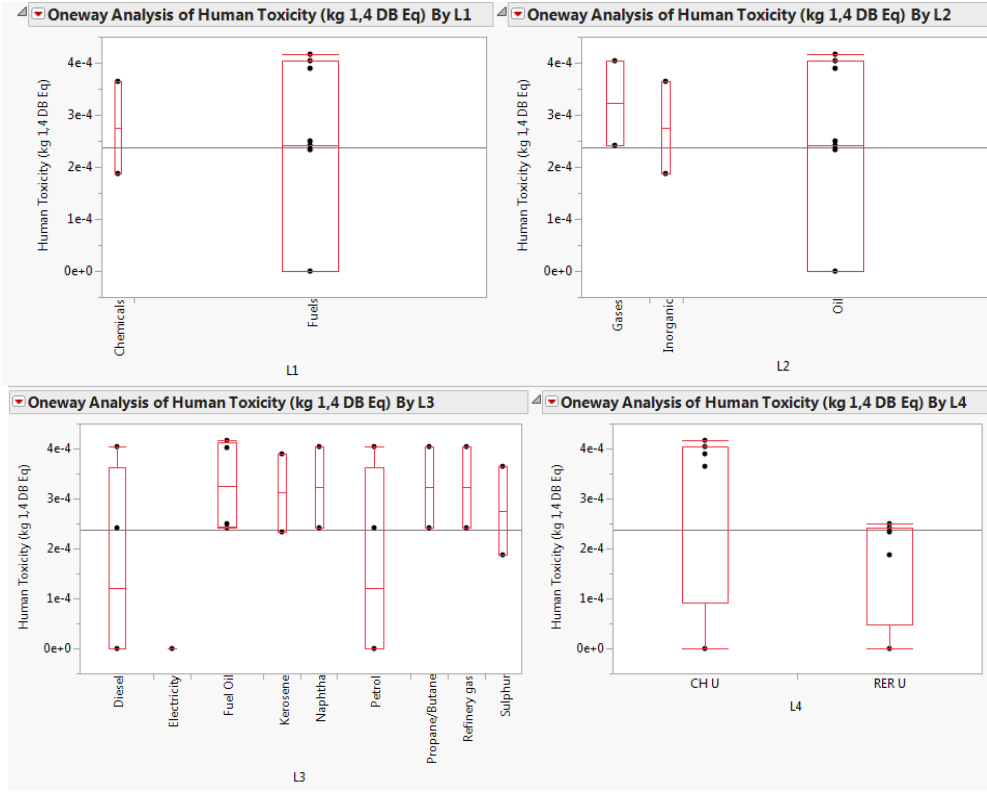 Oneway Analysis of Human Toxicity (kg 1,4 DB Eq) By L1
Human Toxicity (kg 1,4 DB Eq)
4e-4
3e-4
2e-4
1e-4
0e+0
Chemicals
Fuels
L1
Oneway Analysis of Human Toxicity (kg 1,4 DB Eq) By L2
Human Toxicity (kg 1,4 DB Eq)
4e-4
3e-4
2e-4
1e-4
0e+0
Gases
Inorganic
Oil
L2
Oneway Analysis of Human Toxicity (kg 1,4 DB Eq) By L3
Human Toxicity (kg 1,4 DB Eq)
4e-4
3e-4
2e-4
1e-4
0e+0
Diesel
Electricity
Fuel Oil
Kerosene
Naphtha
Petrol
Propane/Butane
Refinery gas
Sulphur
L3
Oneway Analysis of Human Toxicity (kg 1,4 DB Eq) By L4
Human Toxicity (kg 1,4 DB Eq)
4e-4
3e-4
2e-4
1e-4
0e+0
CH U
RER U
L4